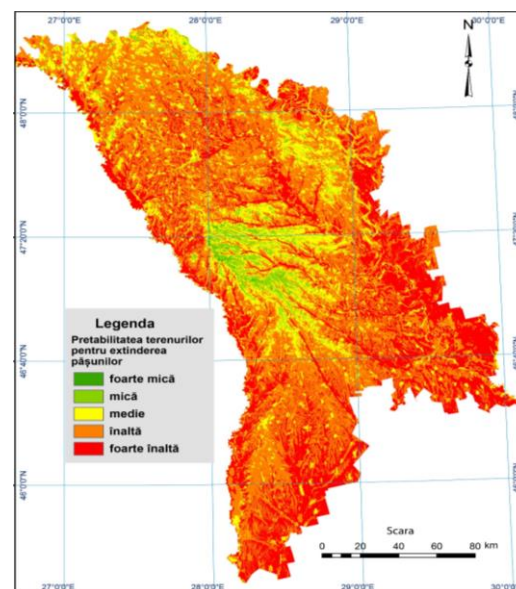 27°0'0"E 28°0'0"E 29°0'0"E 30°0'0"E
N
48°0'0"N
47°20'0"N
46°40'0"N
46°0'0"N
Legenda
Pretabilitatea terenurilor
pentru extinderea
pășunilor
foarte mică
mică
medie
înaltă
foarte înaltă
Scara
0 10 20 40 60 80 km
27°0'0"E 28°0'0"E 29°0'0"E 30°0'0"E